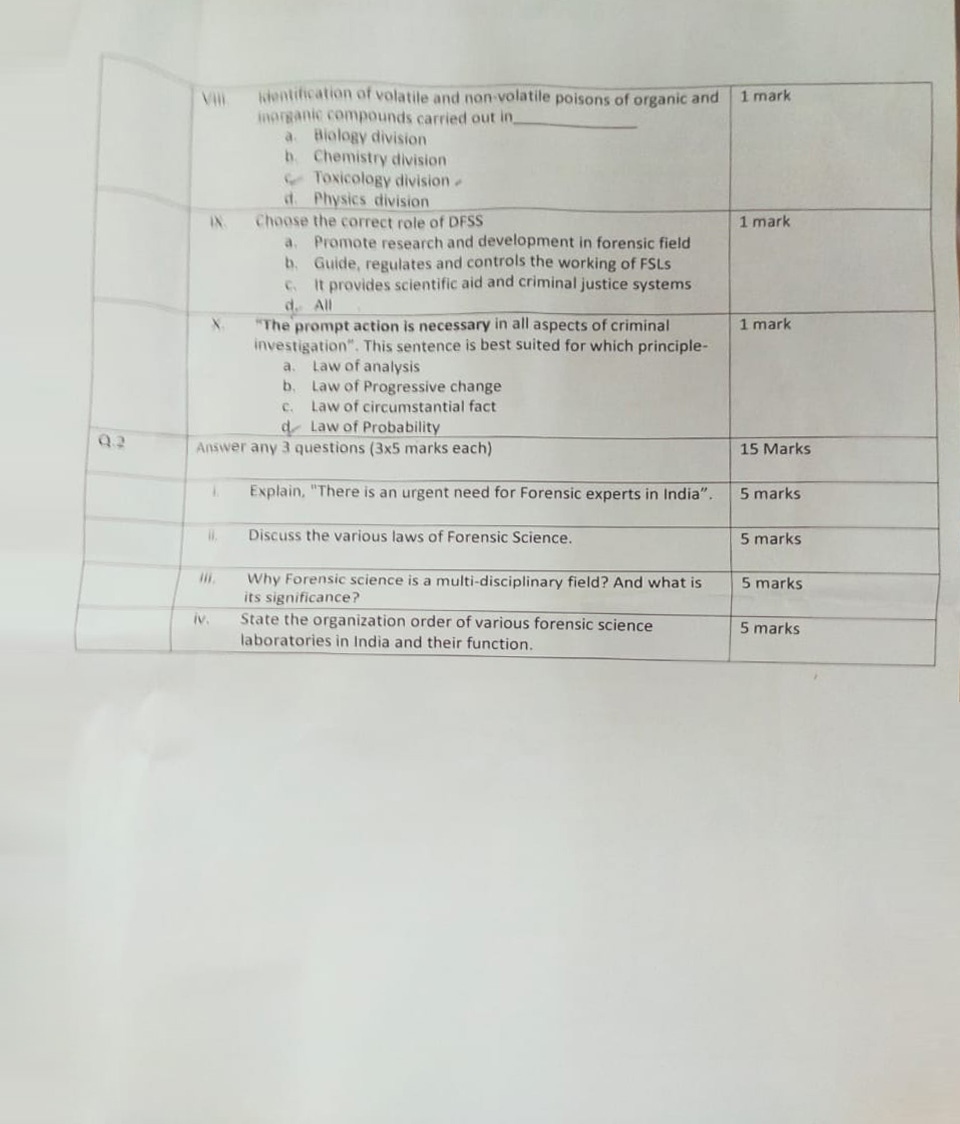 VIII Identification of volatile and non-volatile poisons of organic and 1 mark
inorganic compounds carried out in____________
a. Biology division
b. Chemistry division
c. Toxicology division
d. Physics division
IX. Choose the correct role of DFSS 1 mark
a. Promote research and development in forensic field
b. Guide, regulates and controls the working of FSLs
c. It provides scientific aid and criminal justice systems
d. All
X. "The prompt action is necessary in all aspects of criminal 1 mark
investigation". This sentence is best suited for which principle-
a. Law of analysis
b. Law of Progressive change
c. Law of circumstantial fact
d. Law of Probability
Q.2 Answer any 3 questions (3x5 marks each) 15 Marks
i. Explain, "There is an urgent need for Forensic experts in India". 5 marks
ii. Discuss the various laws of Forensic Science. 5 marks
iii. Why Forensic science is a multi-disciplinary field? And what is 5 marks
its significance?
iv. State the organization order of various forensic science 5 marks
laboratories in India and their function.